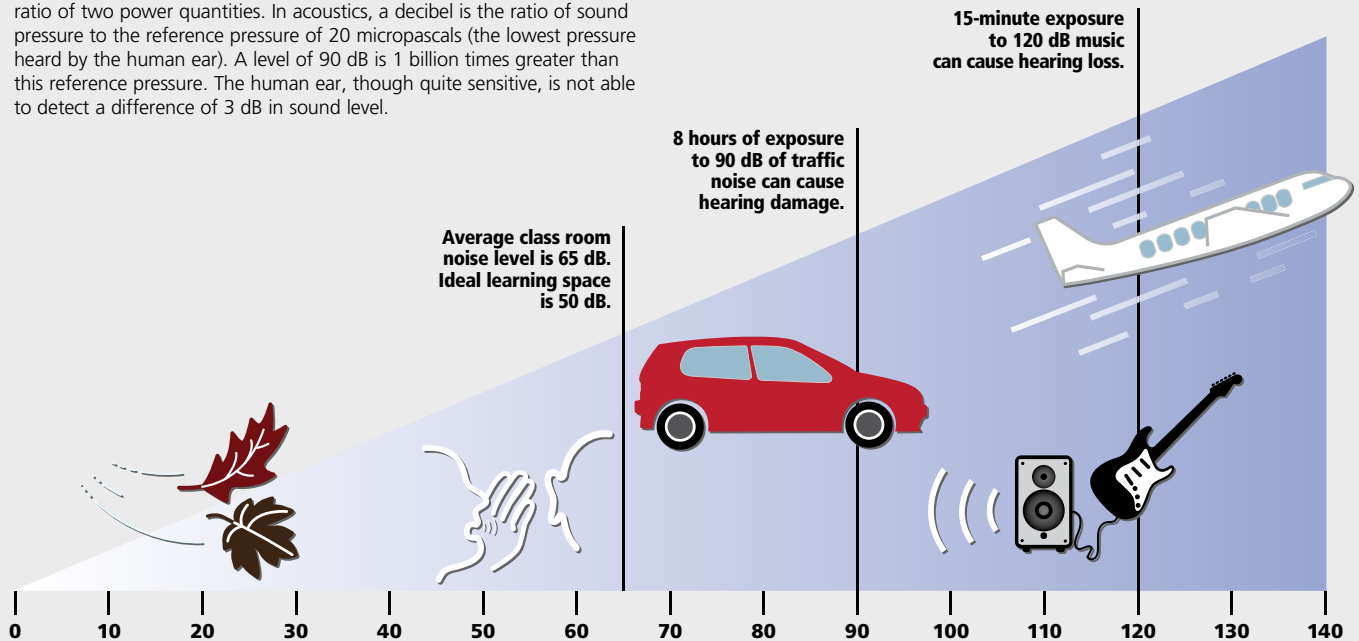 ratio of two power quantities. In acoustics, a decibel is the ratio of sound
pressure to the reference pressure of 20 micropascals (the lowest pressure
heard by the human ear). A level of 90 dB is 1 billion times greater than
this reference pressure. The human ear, though quite sensitive, is not able
to detect a difference of 3 dB in sound level.
15-minute exposure
to 120 dB music
can cause hearing loss.
8 hours of exposure
to 90 dB of traffic
noise can cause
hearing damage.
Average class room
noise level is 65 dB.
Ideal learning space
is 50 dB.
0 10 20 30 40 50 60 70 80 90 100 110 120 130 140